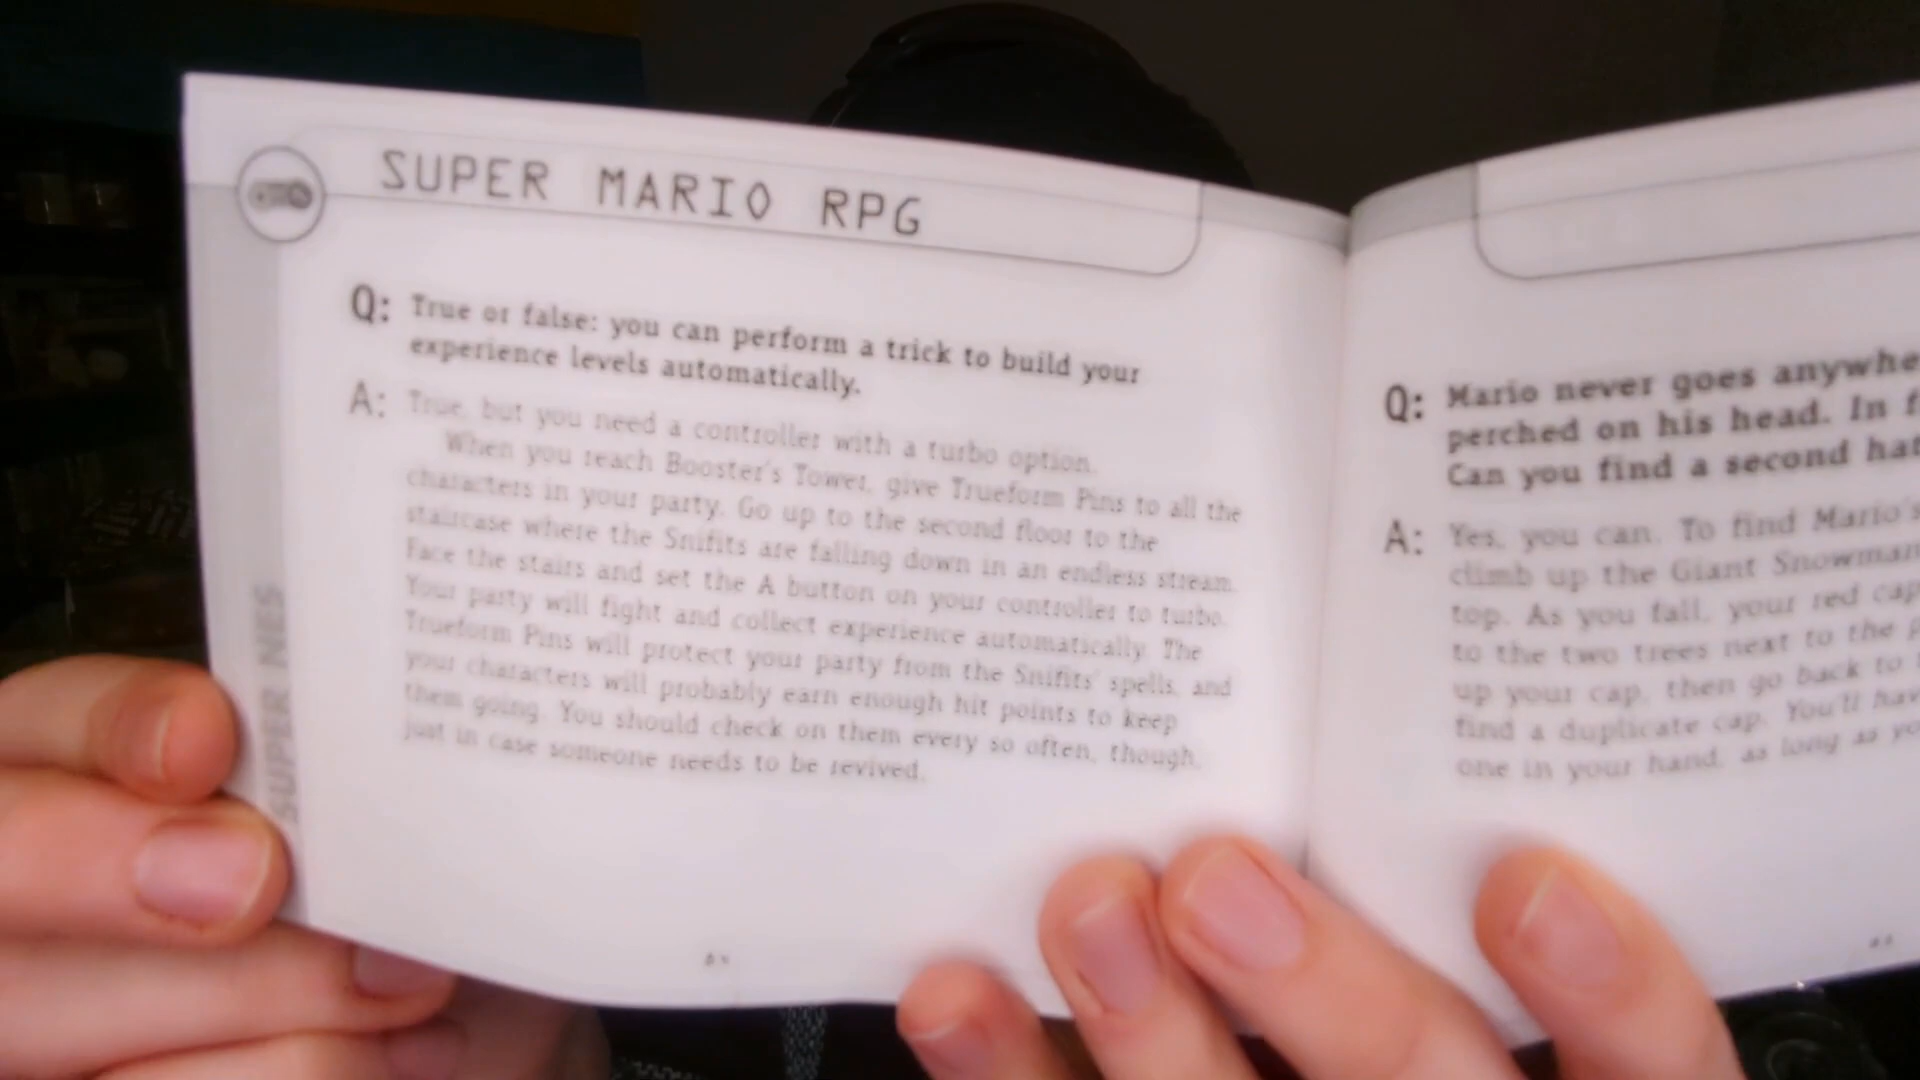 SUPER MARIO RPG
Q: True or false: you can perform a trick to build your
experience levels automatically.
A: True, but you need a controller with a turbo option.
When you reach Booster's Tower, give Trueform Pins to all the
characters in your party. Go up to the second floor to the
staircase where the Snifits are falling down in an endless stream.
Face the stairs and set the A button on your controller to turbo.
Your party will fight and collect experience automatically. The
Trueform Pins will protect your party from the Snifits' spells, and
your characters will probably earn enough hit points to keep
them going. You should check on them every so often, though,
just in case someone needs to be revived.
SUPER NES
Q: Mario never goes anywhe
perched on his head. In f
Can you find a second hat
A: Yes, you can. To find Mario's
climb up the Giant Snowman
top. As you fall, your red cap
to the two trees next to the
up your cap, then go back to
find a duplicate cap. You'll hav
one in your hand, as long as yo